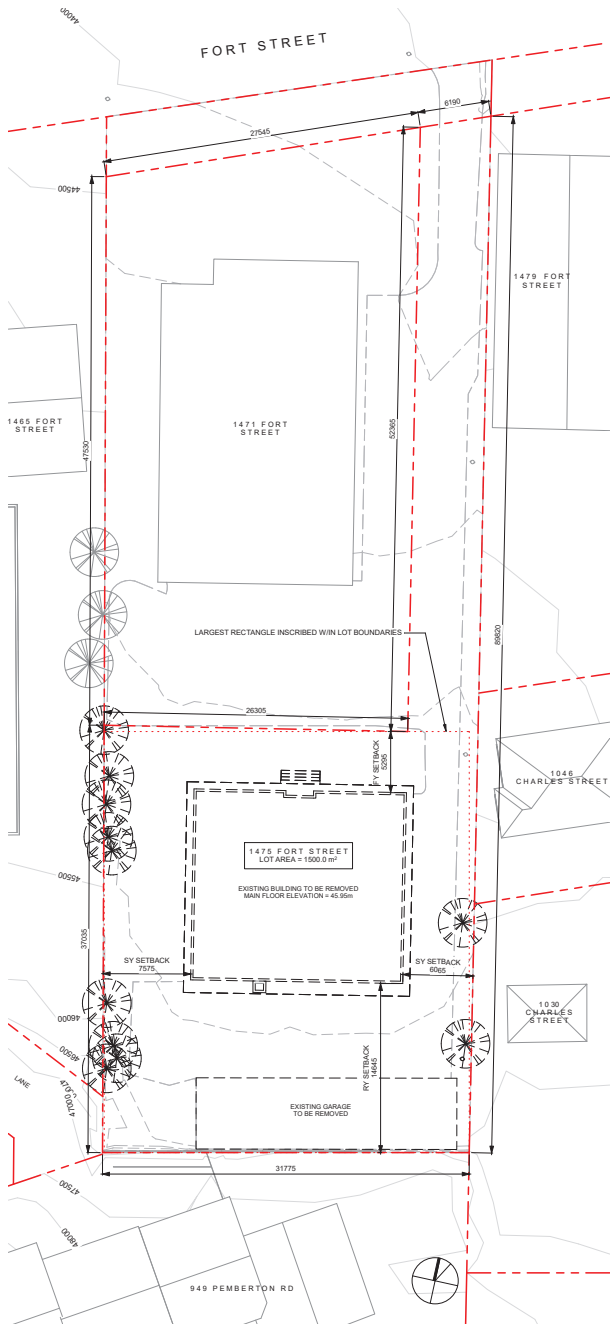 44000
FORT STREET
6190
27545
44500
1479 FORT
STREET
1465 FORT
STREET
1471 FORT
STREET
47530
52365
89820
LARGEST RECTANGLE INSCRIBED W/IN LOT BOUNDARIES
26305
FY SETBACK
5295
1046
CHARLES STREET
1475 FORT STREET
LOT AREA = 1500.0 m²
EXISTING BUILDING TO BE REMOVED
MAIN FLOOR ELEVATION = 45.95m
45500
37035
SY SETBACK
7575
SY SETBACK
6065
1030
CHARLES
STREET
46000
46500
RY SETBACK
14645
LANE
47000
EXISTING GARAGE
TO BE REMOVED
31775
47500
48000
949 PEMBERTON RD